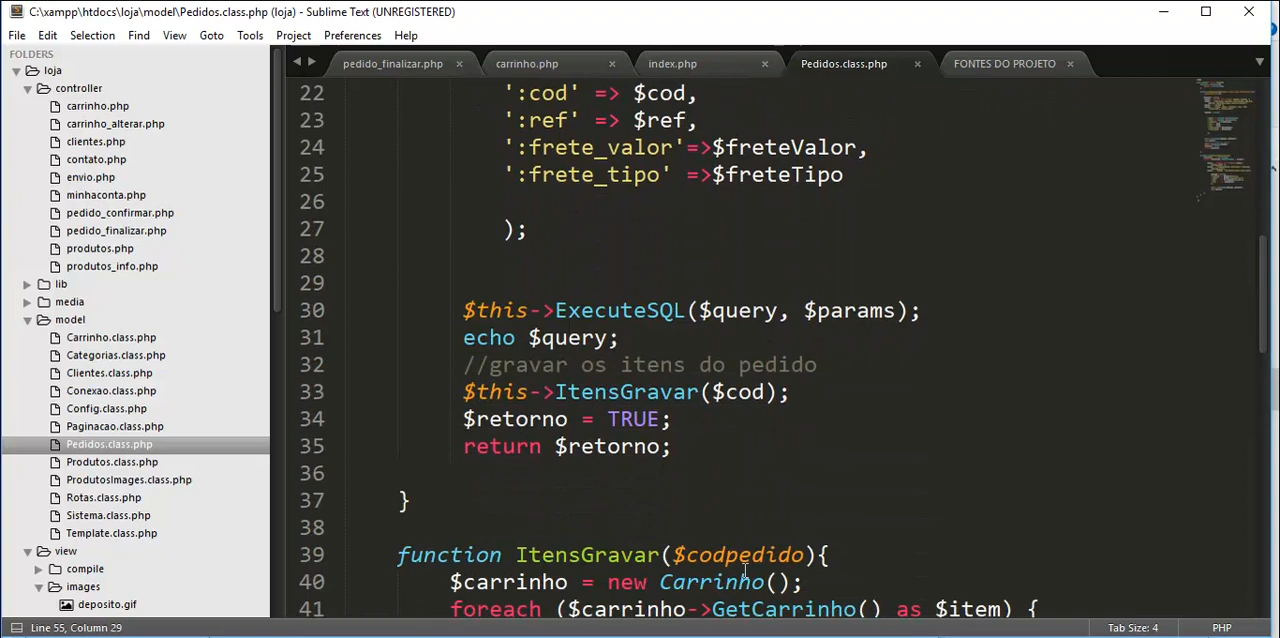 C:\xampp\htdocs\loja\model\Pedidos.class.php (loja) - Sublime Text (UNREGISTERED)
File Edit Selection Find View Goto Tools Project Preferences Help
FOLDERS
loja
controller
carrinho.php
carrinho_alterar.php
clientes.php
contato.php
envio.php
minhaconta.php
pedido_confirmar.php
pedido_finalizar.php
produtos.php
produtos_info.php
lib
media
model
Carrinho.class.php
Categorias.class.php
Clientes.class.php
Conexao.class.php
Config.class.php
Paginacao.class.php
Pedidos.class.php
Produtos.class.php
ProdutosImages.class.php
Rotas.class.php
Sistema.class.php
Template.class.php
view
compile
images
deposito.gif
pedido_finalizar.php × carrinho.php × index.php × Pedidos.class.php × FONTES DO PROJETO ×
22 ':cod' => $cod,
23 ':ref' => $ref,
24 ':frete_valor'=>$freteValor,
25 ':frete_tipo' =>$freteTipo
26
27 );
28
29
30 $this->ExecuteSQL($query, $params);
31 echo $query;
32 //gravar os itens do pedido
33 $this->ItensGravar($cod);
34 $retorno = TRUE;
35 return $retorno;
36
37 }
38
39 function ItensGravar($codpedido){
40 $carrinho = new Carrinho();
41 foreach ($carrinho->GetCarrinho() as $item) {
Line 55, Column 29 Tab Size: 4 PHP